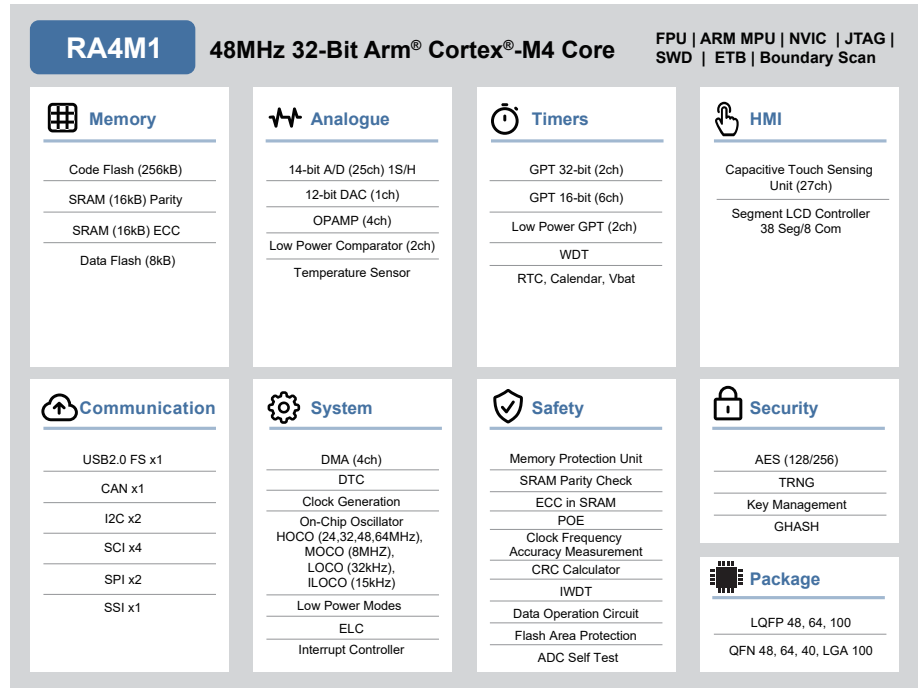 RA4M1
48MHz 32-Bit Arm® Cortex®-M4 Core
FPU | ARM MPU | NVIC | JTAG |
SWD | ETB | Boundary Scan
Memory
Code Flash (256kB)
SRAM (16kB) Parity
SRAM (16kB) ECC
Data Flash (8kB)
Analogue
14-bit A/D (25ch) 1S/H
12-bit DAC (1ch)
OPAMP (4ch)
Low Power Comparator (2ch)
Temperature Sensor
Timers
GPT 32-bit (2ch)
GPT 16-bit (6ch)
Low Power GPT (2ch)
WDT
RTC, Calendar, Vbat
HMI
Capacitive Touch Sensing
Unit (27ch)
Segment LCD Controller
38 Seg/8 Com
Communication
USB2.0 FS x1
CAN x1
I2C x2
SCI x4
SPI x2
SSI x1
System
DMA (4ch)
DTC
Clock Generation
On-Chip Oscillator
HOCO (24,32,48,64MHz),
MOCO (8MHZ),
LOCO (32kHz),
ILOCO (15kHz)
Low Power Modes
ELC
Interrupt Controller
Safety
Memory Protection Unit
SRAM Parity Check
ECC in SRAM
POE
Clock Frequency
Accuracy Measurement
CRC Calculator
IWDT
Data Operation Circuit
Flash Area Protection
ADC Self Test
Security
AES (128/256)
TRNG
Key Management
GHASH
Package
LQFP 48, 64, 100
QFN 48, 64, 40, LGA 100